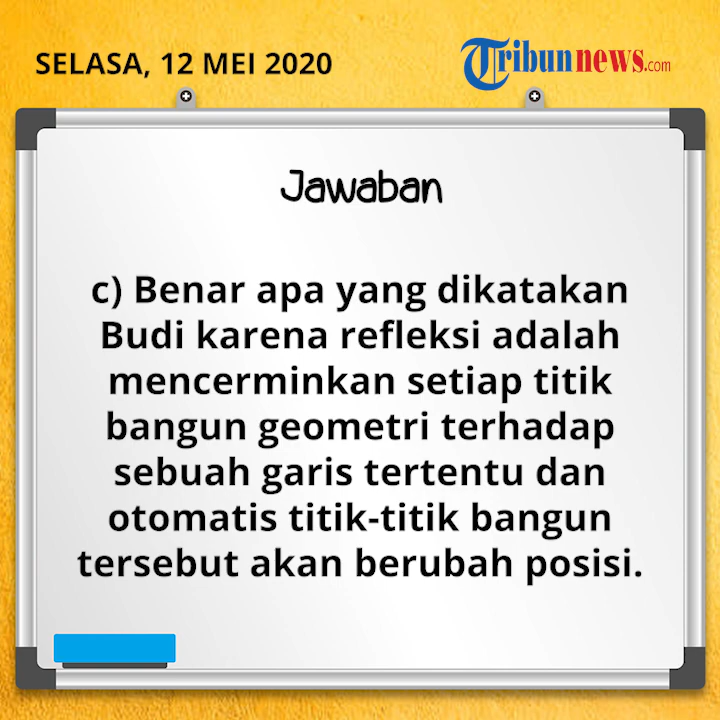 SELASA, 12 MEI 2020
Tribunnews.com
Jawaban
c) Benar apa yang dikatakan
Budi karena refleksi adalah
mencerminkan setiap titik
bangun geometri terhadap
sebuah garis tertentu dan
otomatis titik-titik bangun
tersebut akan berubah posisi.